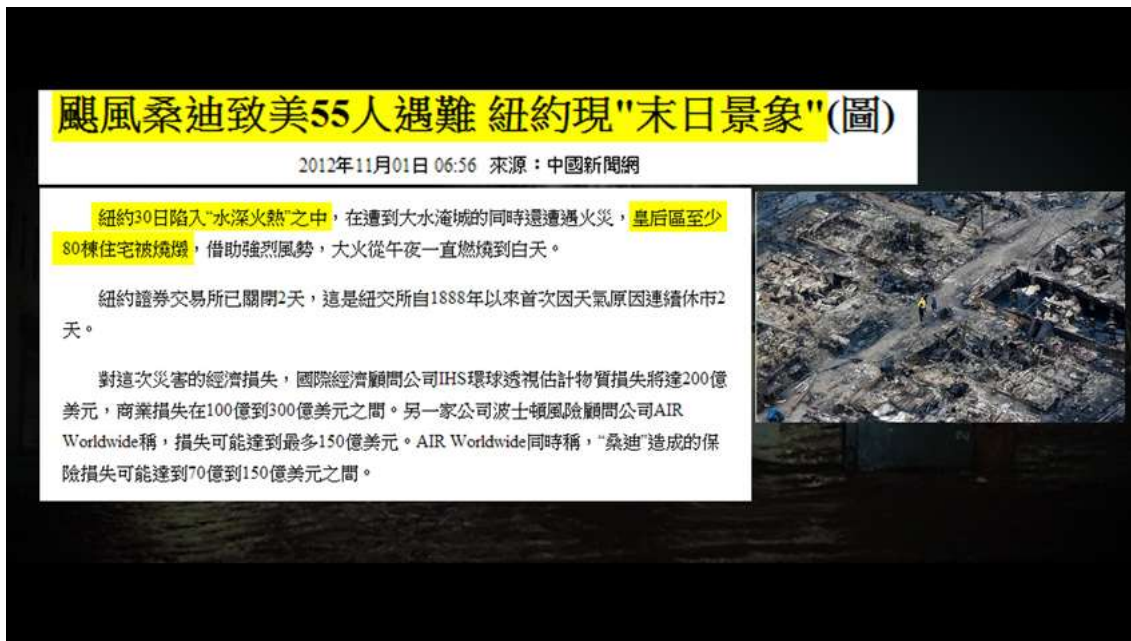 颶風桑迪致美55人遇難 紐約現"末日景象"(圖)
2012年11月01日 06:56 來源：中國新聞網
紐約30日陷入“水深火熱”之中，在遭到大水淹城的同時還遭遇火災，皇后區至少
80棟住宅被燒燬，借助強烈風勢，大火從午夜一直燃燒到白天。
紐約證券交易所已關閉2天，這是紐交所自1888年以來首次因天氣原因連續休市2
天。
對這次災害的經濟損失，國際經濟顧問公司IHS環球透視估計物質損失將達200億
美元，商業損失在100億到300億美元之間。另一家公司波士頓風險顧問公司AIR
Worldwide稱，損失可能達到最多150億美元。AIR Worldwide同時稱，“桑迪”造成的保
險損失可能達到70億到150億美元之間。